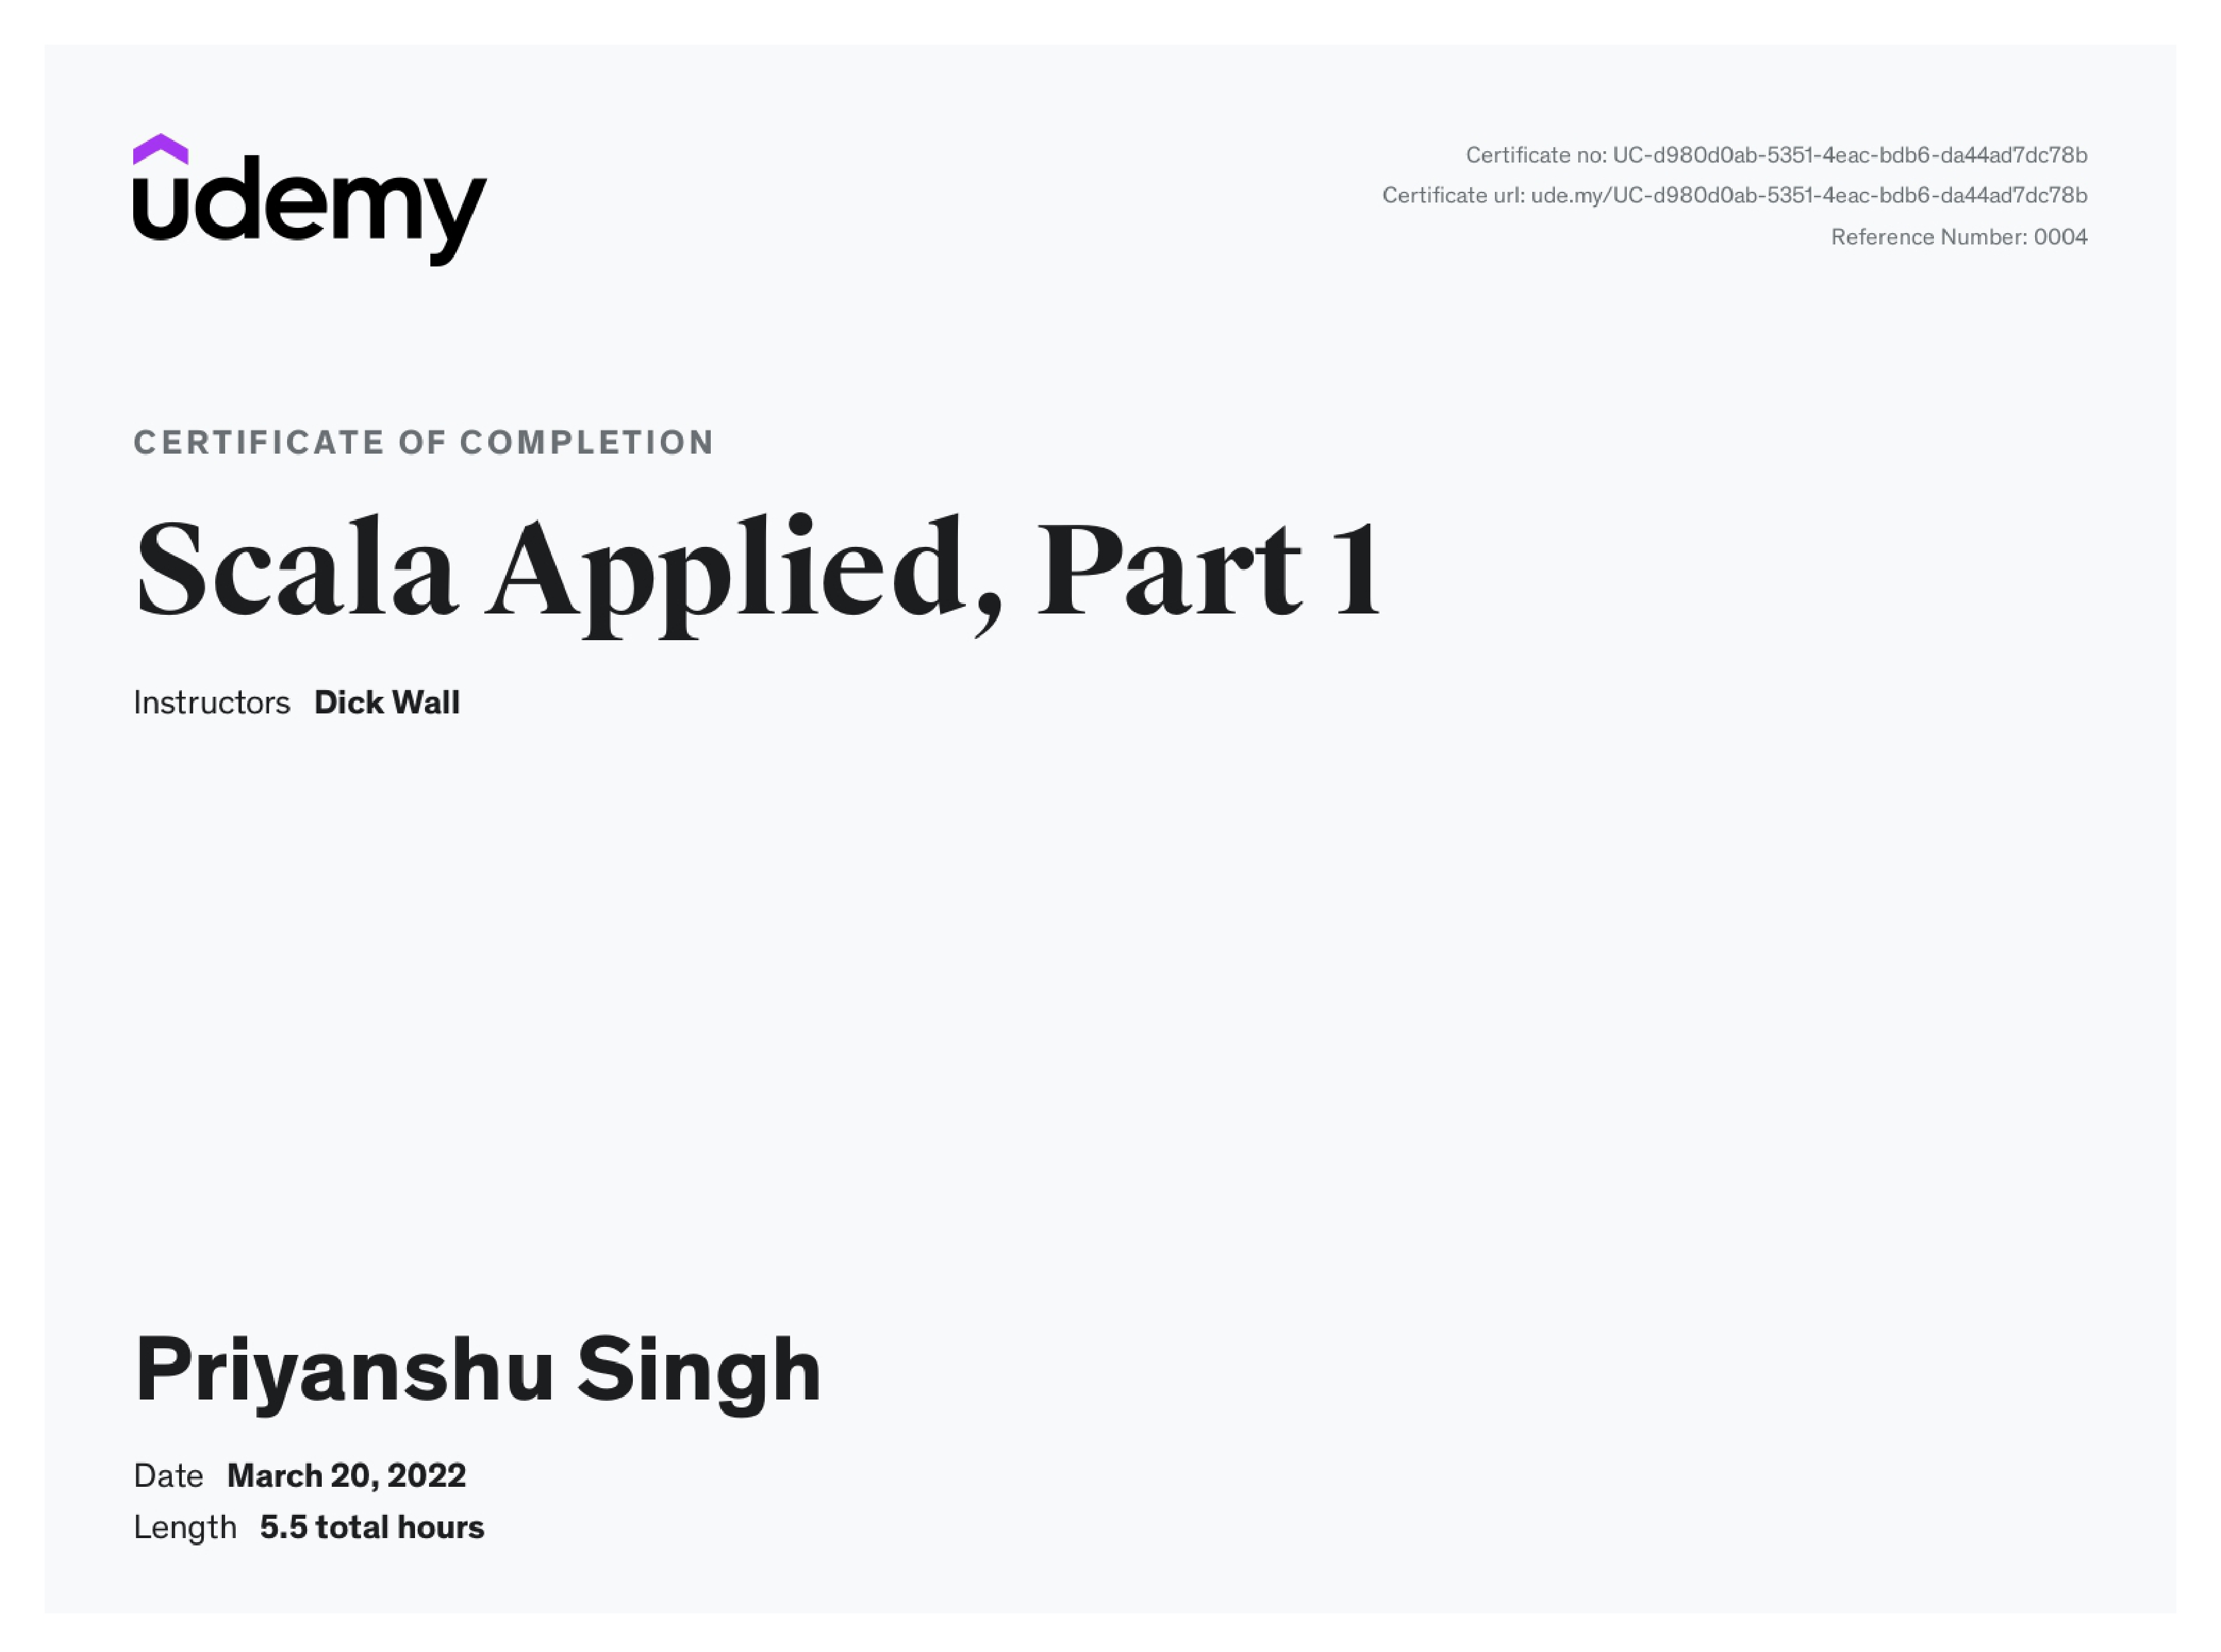 udemy
Certificate no: UC-d980d0ab-5351-4eac-bdb6-da44ad7dc78b
Certificate url: ude.my/UC-d980d0ab-5351-4eac-bdb6-da44ad7dc78b
Reference Number: 0004
CERTIFICATE OF COMPLETION
Scala Applied, Part 1
Instructors Dick Wall
Priyanshu Singh
Date March 20, 2022
Length 5.5 total hours